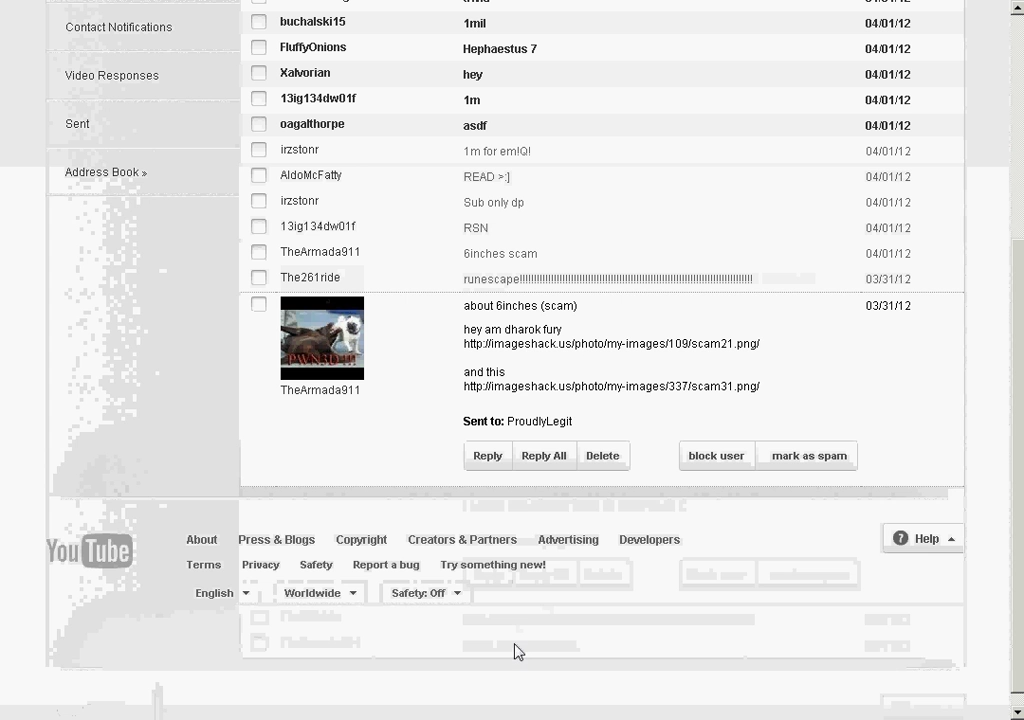 Contact Notifications
Video Responses
Sent
Address Book »
buchalski15 1mil 04/01/12
FluffyOnions Hephaestus 7 04/01/12
Xalvorian hey 04/01/12
13ig134dw01f 1m 04/01/12
oagalthorpe asdf 04/01/12
irzstonr 1m for emIQ! 04/01/12
AldoMcFatty READ >:] 04/01/12
irzstonr Sub only dp 04/01/12
13ig134dw01f RSN 04/01/12
TheArmada911 6inches scam 04/01/12
The261ride runescape!!!!!!!!!!!!!!!!!!!!!!!!!!!!!!!!!!!!!!!!!!!!!!!!!!!!!!!!!!!!!!!!!!!!!!!!!!!!!! 03/31/12
about 6inches (scam) 03/31/12
hey am dharok fury
http://imageshack.us/photo/my-images/109/scam21.png/
and this
http://imageshack.us/photo/my-images/337/scam31.png/
PWN3D !!!
TheArmada911
Sent to: ProudlyLegit
Reply Reply All Delete block user mark as spam
YouTube
About Press & Blogs Copyright Creators & Partners Advertising Developers
? Help
Terms Privacy Safety Report a bug Try something new!
English Worldwide Safety: Off